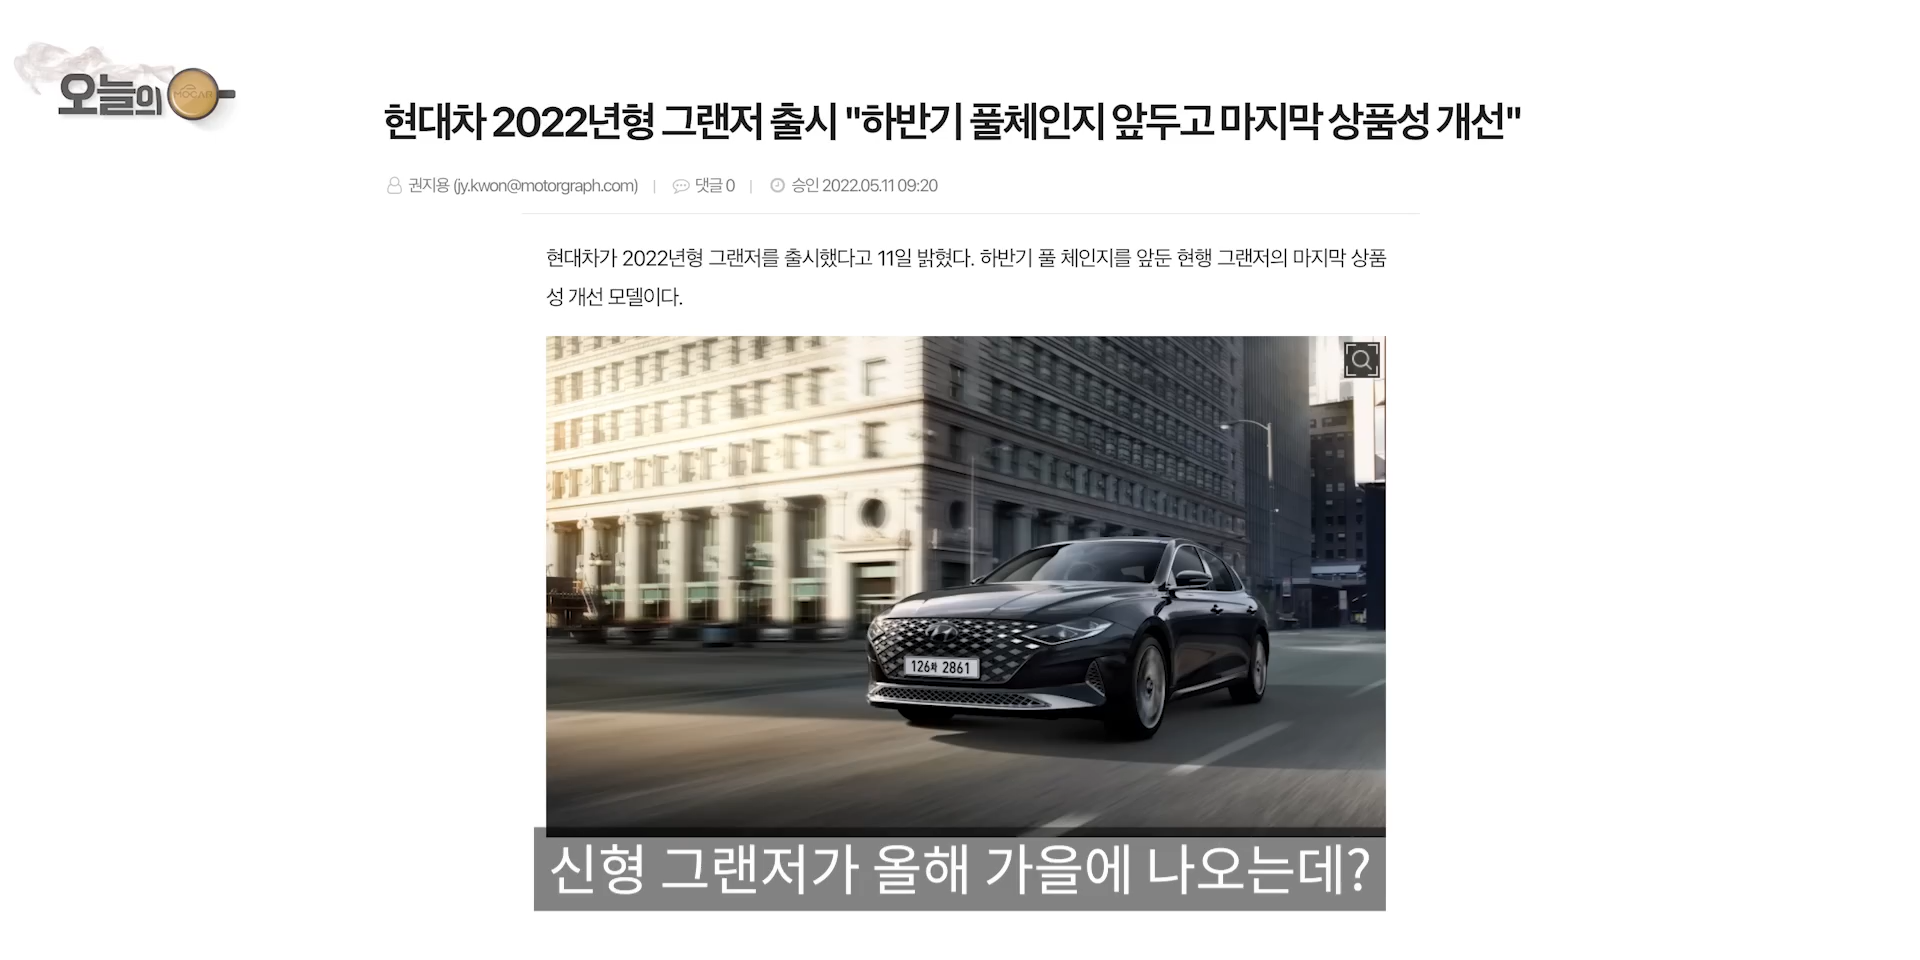 오늘의
MOCAR
현대차 2022년형 그랜저 출시 "하반기 풀체인지 앞두고 마지막 상품성 개선"
권지용 (jy.kwon@motorgraph.com) | 댓글 0 | 승인 2022.05.11 09:20
현대차가 2022년형 그랜저를 출시했다고 11일 밝혔다. 하반기 풀 체인지를 앞둔 현행 그랜저의 마지막 상품
성 개선 모델이다.
126화 2861
신형 그랜저가 올해 가을에 나오는데?